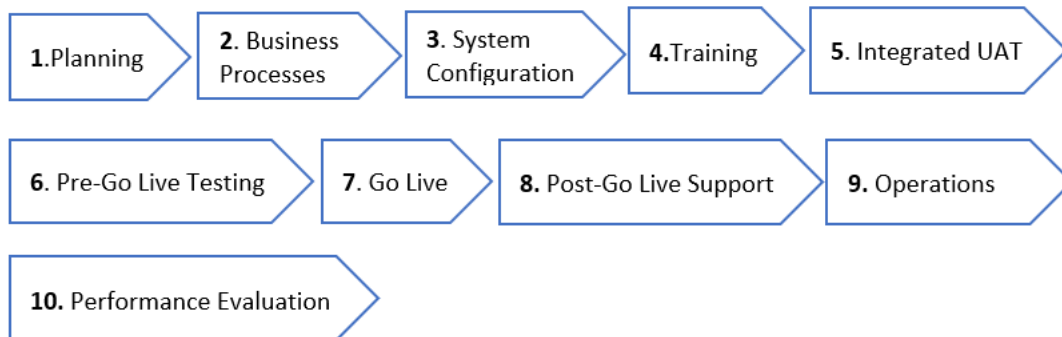 1.Planning
2. Business
Processes
3. System
Configuration
4.Training
5. Integrated UAT
6. Pre-Go Live Testing
7. Go Live
8. Post-Go Live Support
9. Operations
10. Performance Evaluation